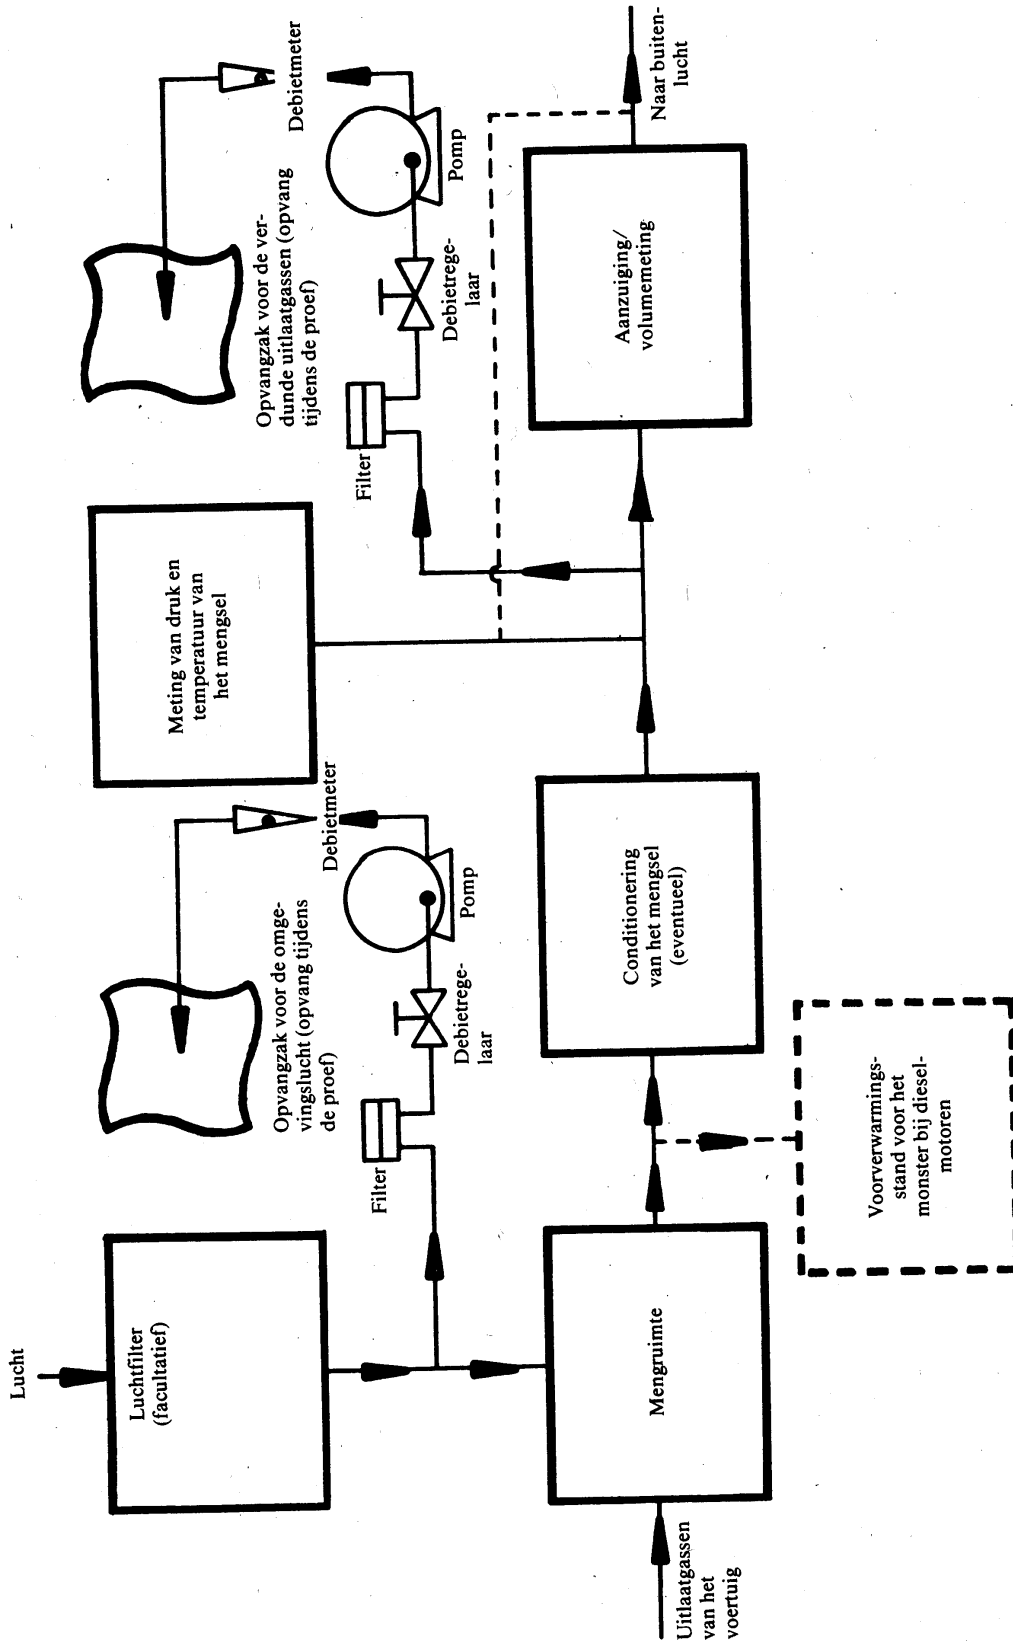 Lucht
Luchtfilter
(facultatief)
Filter
Opvangzak voor de omge-
vingslucht (opvang tijdens
de proef)
Debietrege-
laar
Pomp
Debietmeter
Meting van druk en
temperatuur van
het mengsel
Filter
Opvangzak voor de ver-
dunde uitlaatgassen (opvang
tijdens de proef)
Debietrege-
laar
Pomp
Debietmeter
Uitlaatgassen
van het
voertuig
Mengruimte
Voorverwarmings-
stand voor het
monster bij diesel-
motoren
Conditionering
van het mengsel
(eventueel)
Aanzuiging/
volumemeting
Naar buiten-
lucht